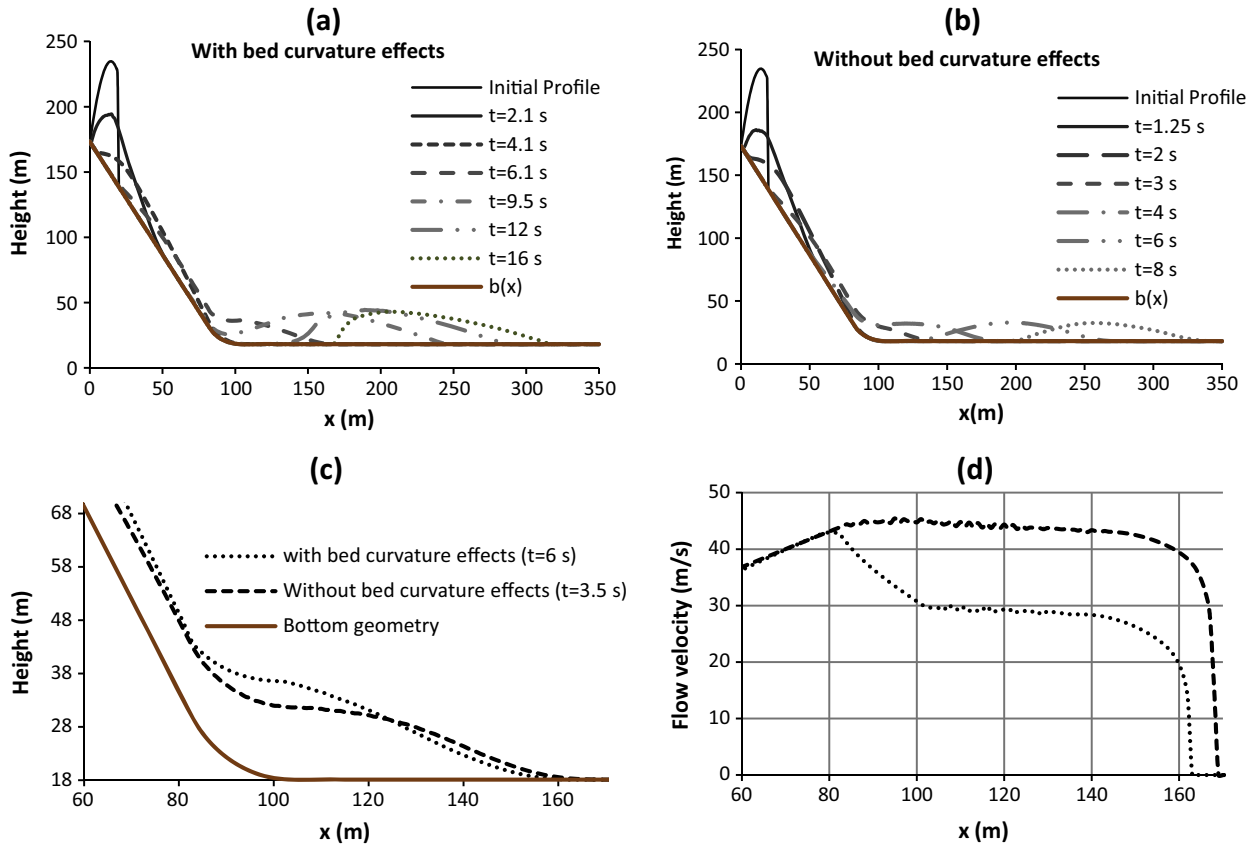 (a)
With bed curvature effects
Height (m)
250
200
150
100
50
0
0
50
100
150
200
250
300
350
x (m)
Initial Profile
t=2.1 s
t=4.1 s
t=6.1 s
t=9.5 s
t=12 s
t=16 s
b(x)
(b)
Without bed curvature effects
Height (m)
250
200
150
100
50
0
0
50
100
150
200
250
300
350
x(m)
Initial Profile
t=1.25 s
t=2 s
t=3 s
t=4 s
t=6 s
t=8 s
b(x)
(c)
Height (m)
68
58
48
38
28
18
60
80
100
120
140
160
x (m)
with bed curvature effects (t=6 s)
Without bed curvature effects (t=3.5 s)
Bottom geometry
(d)
Flow velocity (m/s)
50
40
30
20
10
0
60
80
100
120
140
160
x (m)